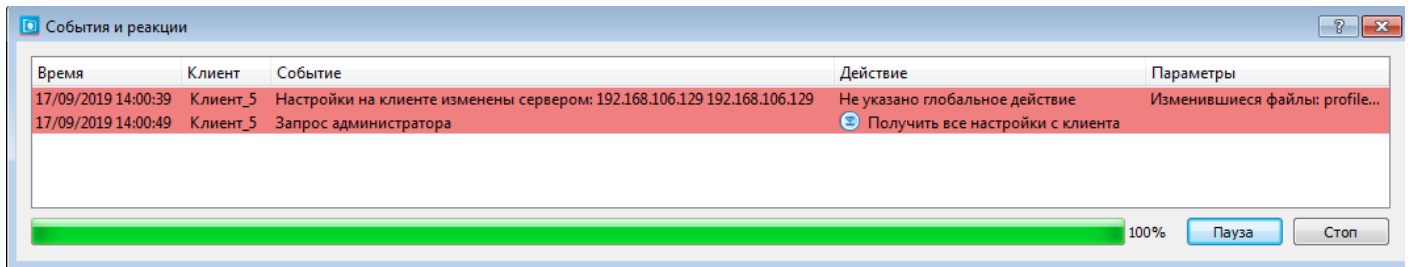 События и реакции
Время Клиент Событие Действие Параметры
17/09/2019 14:00:39 Клиент_5 Настройки на клиенте изменены сервером: 192.168.106.129 192.168.106.129 Не указано глобальное действие Изменившиеся файлы: profile...
17/09/2019 14:00:49 Клиент_5 Запрос администратора Получить все настройки с клиента
100% Пауза Стоп